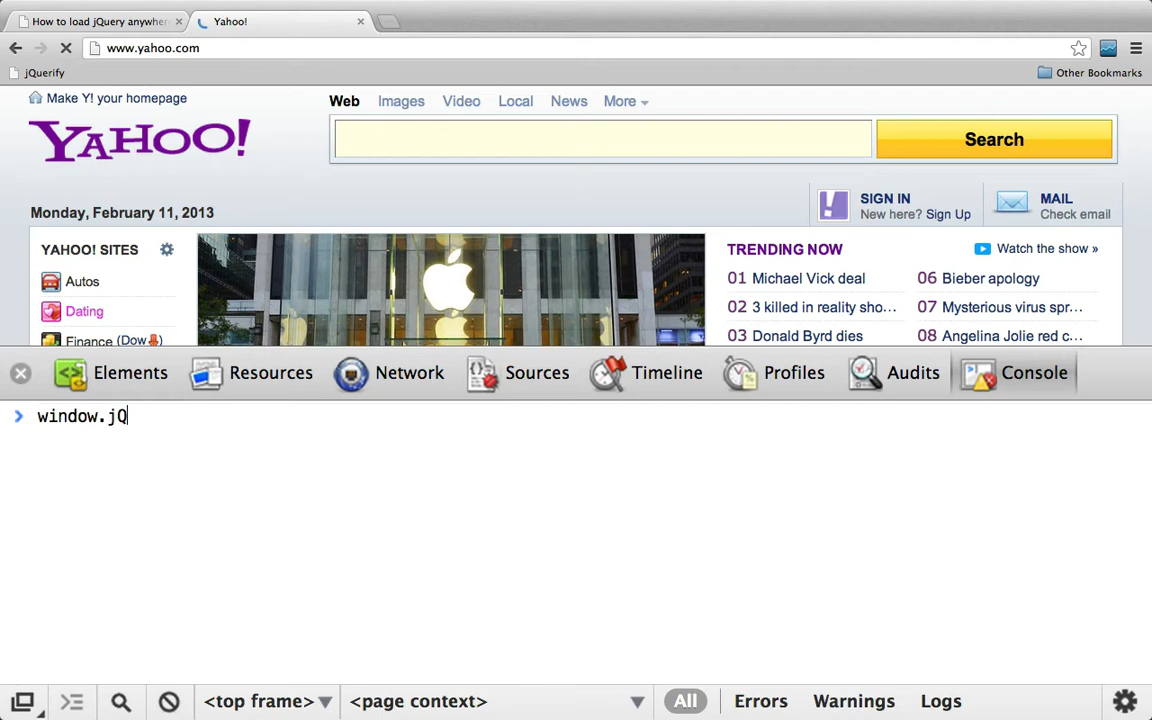 How to load jQuery anywher
Yahoo!
www.yahoo.com
jQuerify
Other Bookmarks
Make Y! your homepage
Web Images Video Local News More
YAHOO!
Search
Monday, February 11, 2013
SIGN IN
New here? Sign Up
MAIL
Check email
YAHOO! SITES
Autos
Dating
Finance (Dow )
TRENDING NOW
Watch the show »
01 Michael Vick deal
02 3 killed in reality sho...
03 Donald Byrd dies
06 Bieber apology
07 Mysterious virus spr...
08 Angelina Jolie red c...
Elements Resources Network Sources Timeline Profiles Audits Console
window.jQ
<top frame> <page context> All Errors Warnings Logs